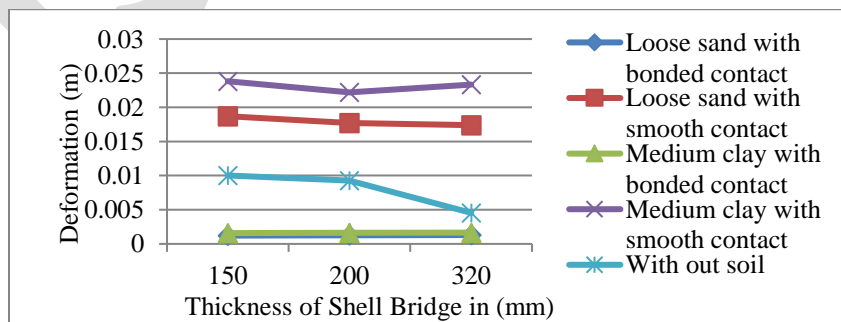 0.03
0.025
0.02
0.015
0.01
0.005
0
Deformation (m)
150 200 320
Thickness of Shell Bridge in (mm)
Loose sand with
bonded contact
Loose sand with
smooth contact
Medium clay with
bonded contact
Medium clay with
smooth contact
With out soil